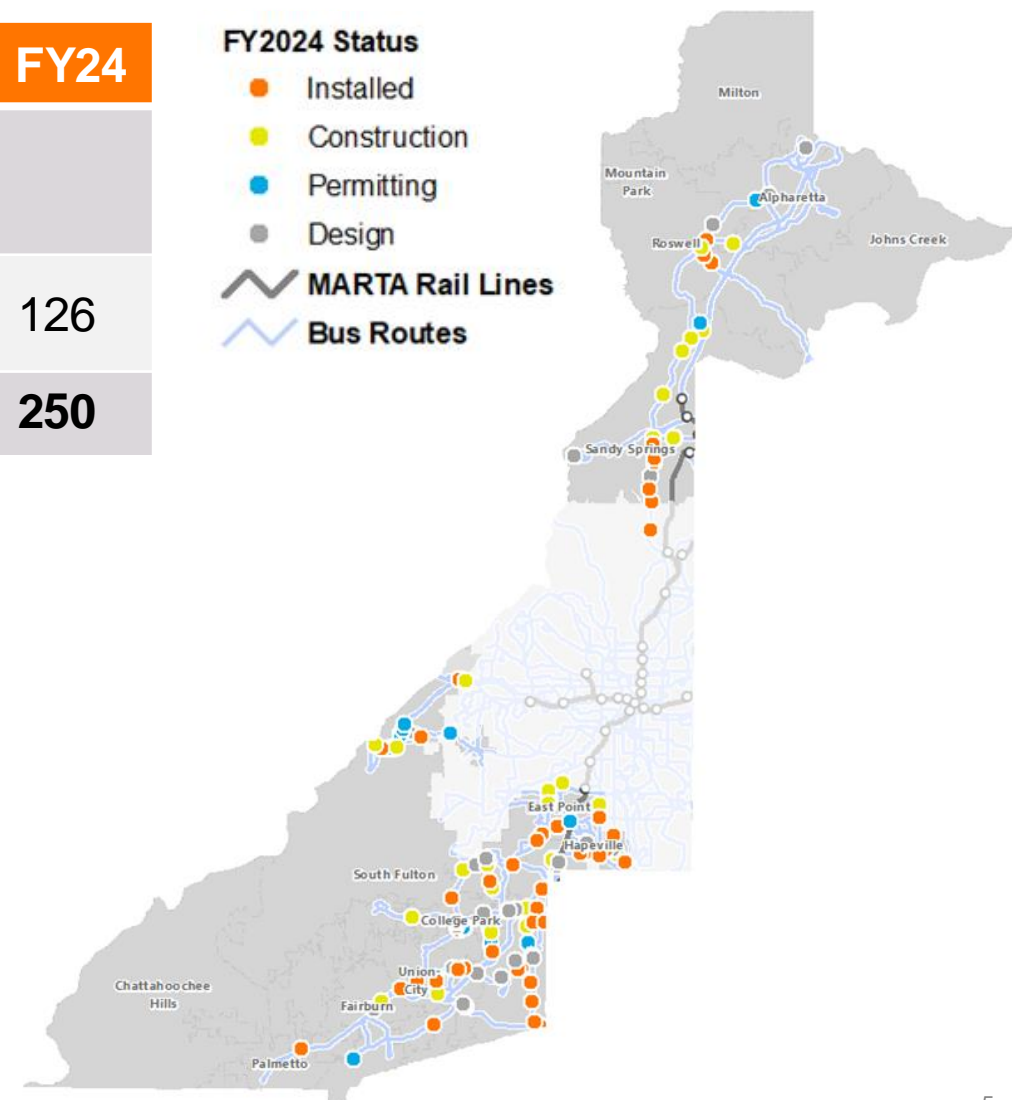 FY24
126
250
FY2024 Status
Installed
Construction
Permitting
Design
MARTA Rail Lines
Bus Routes
Milton
Mountain
Park
Alpharetta
Roswell
Johns Creek
Sandy Springs
East Point
Hapeville
South Fulton
College Park
Union
City
Chattahoochee
Hills
Fairburn
Palmetto
5